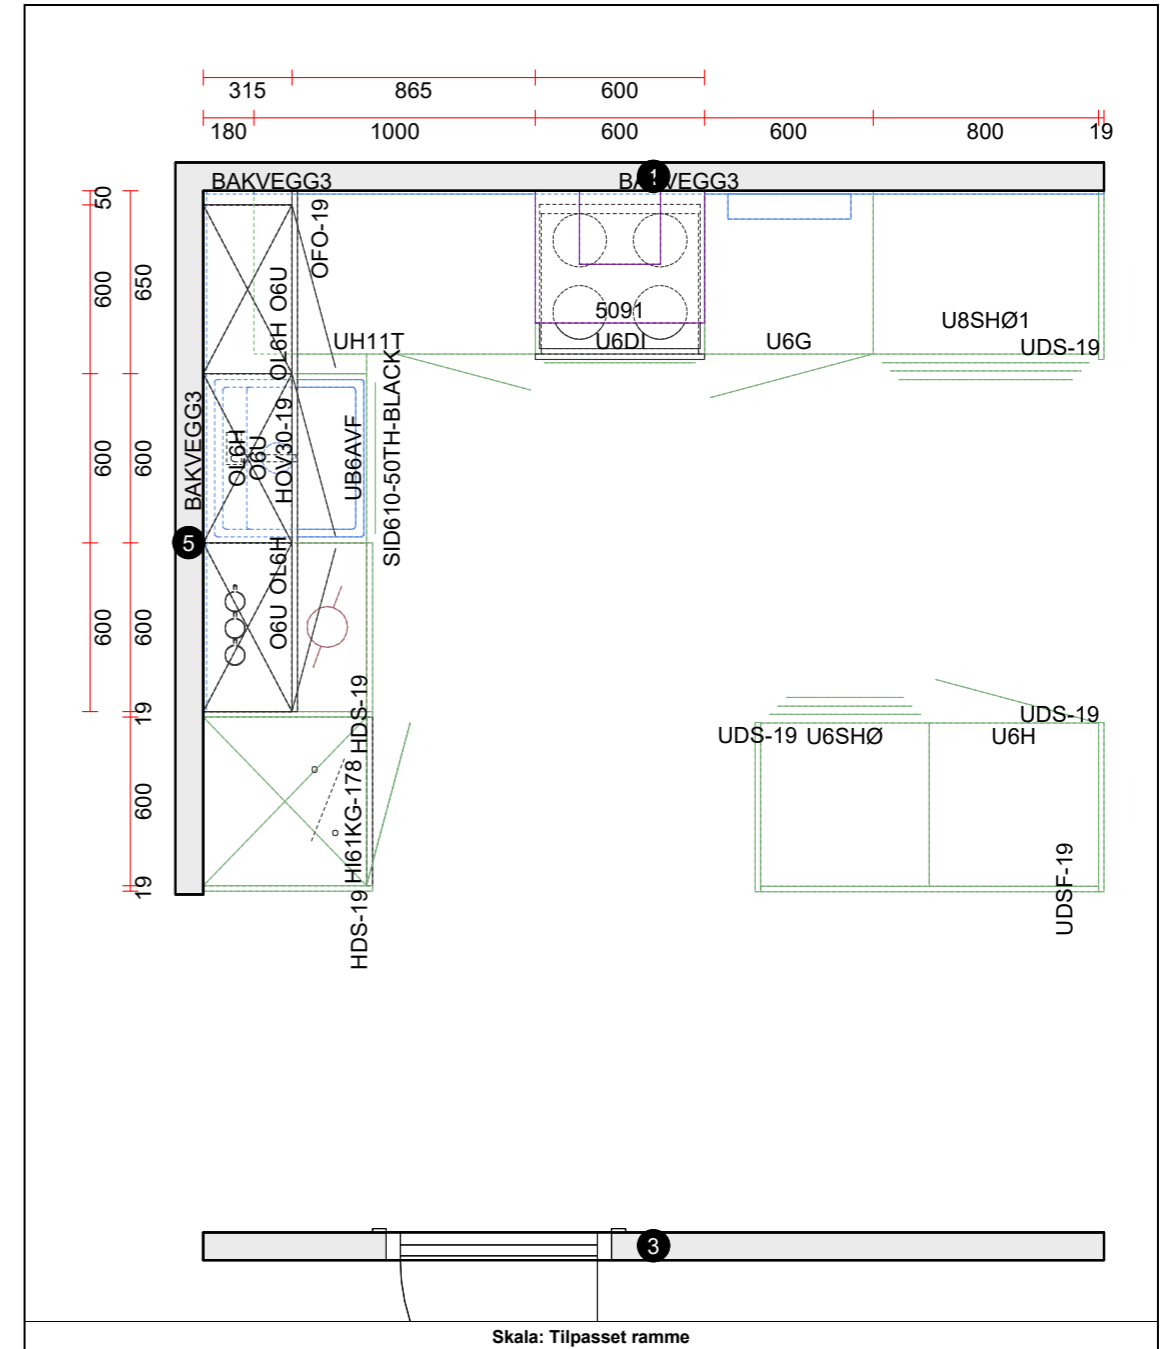 315 865 600
180 1000 600 600 800 19
BAKVEGG3 1 BAKVEGG3
50
600
650
OFO-19
OL6H O6U
5091
UH11T U6DI U6G
U8SHØ1
UDS-19
600
600
BAKVEGG3
OL6H
O6U
HOV30-19
UB6AVF
SID610-50TH-BLACK
5
600
600
O6U OL6H
19
600
19
HDS-19
HI61KG-178
HDS-19
UDS-19 U6SHØ U6H
UDS-19
UDSF-19
3
Skala: Tilpasset ramme